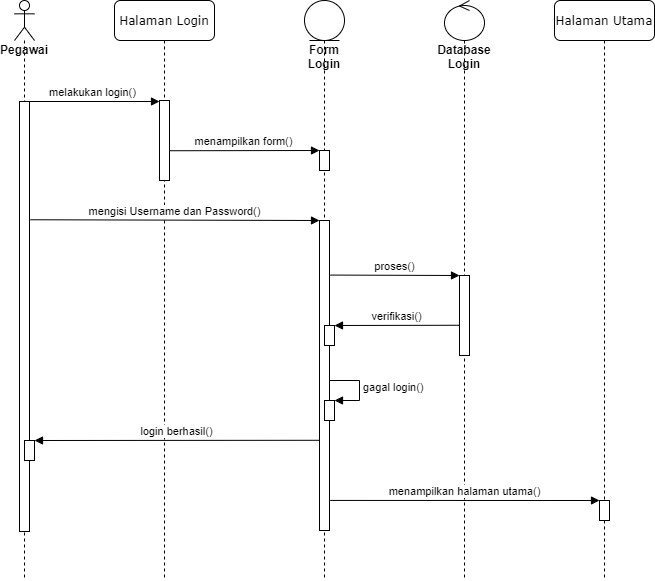 Pegawai
Halaman Login
Form
Login
Database
Login
Halaman Utama
melakukan login()
menampilkan form()
mengisi Username dan Password()
proses()
verifikasi()
gagal login()
login berhasil()
menampilkan halaman utama()